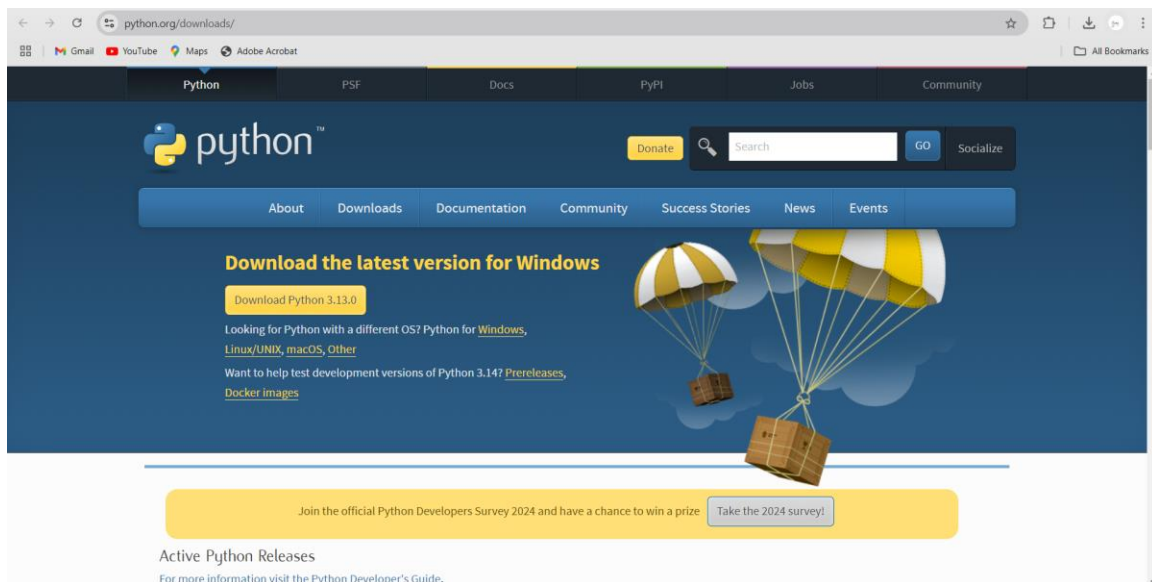 python.org/downloads/
Gmail YouTube Maps Adobe Acrobat All Bookmarks
Python PSF Docs PyPI Jobs Community
python™
Donate Search GO Socialize
About Downloads Documentation Community Success Stories News Events
Download the latest version for Windows
Download Python 3.13.0
Looking for Python with a different OS? Python for Windows,
Linux/UNIX, macOS, Other
Want to help test development versions of Python 3.14? Prereleases,
Docker images
Join the official Python Developers Survey 2024 and have a chance to win a prize Take the 2024 survey!
Active Python Releases
For more information visit the Python Developer's Guide.